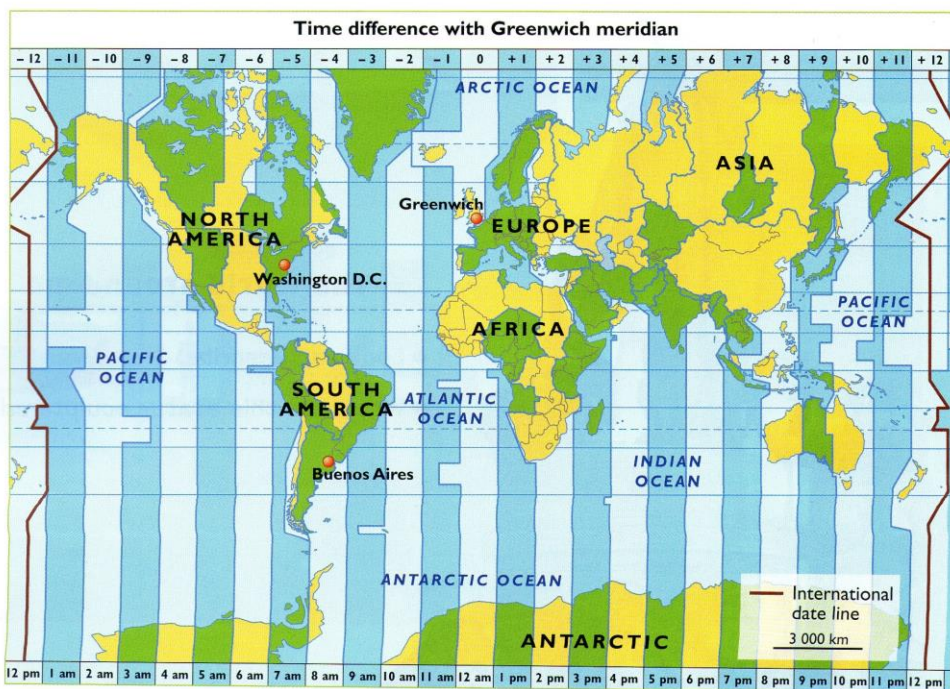 Time difference with Greenwich meridian
– 12 – 11 – 10 – 9 – 8 – 7 – 6 – 5 – 4 – 3 – 2 – 1 0 + 1 + 2 + 3 + 4 + 5 + 6 + 7 + 8 + 9 + 10 + 11 + 12
ARCTIC OCEAN
ASIA
Greenwich
NORTH
AMERICA
EUROPE
Washington D.C.
PACIFIC
OCEAN
AFRICA
PACIFIC
OCEAN
SOUTH
AMERICA
ATLANTIC
OCEAN
Buenos Aires
INDIAN
OCEAN
ANTARCTIC OCEAN
International
date line
3 000 km
ANTARCTIC
12 pm 1 am 2 am 3 am 4 am 5 am 6 am 7 am 8 am 9 am 10 am 11 am 12 am 1 pm 2 pm 3 pm 4 pm 5 pm 6 pm 7 pm 8 pm 9 pm 10 pm 11 pm 12 pm